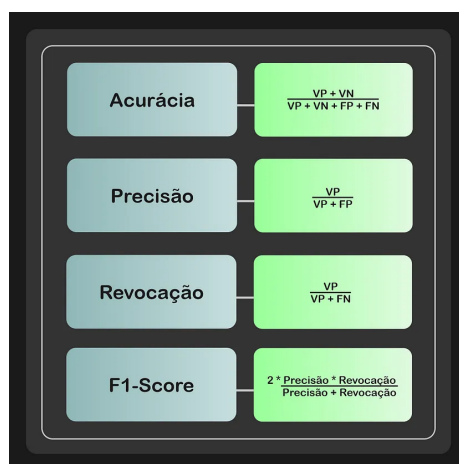 Acurácia
VP + VN
VP + VN + FP + FN
Precisão
VP
VP + FP
Revocação
VP
VP + FN
F1-Score
2 * Precisão * Revocação
Precisão + Revocação